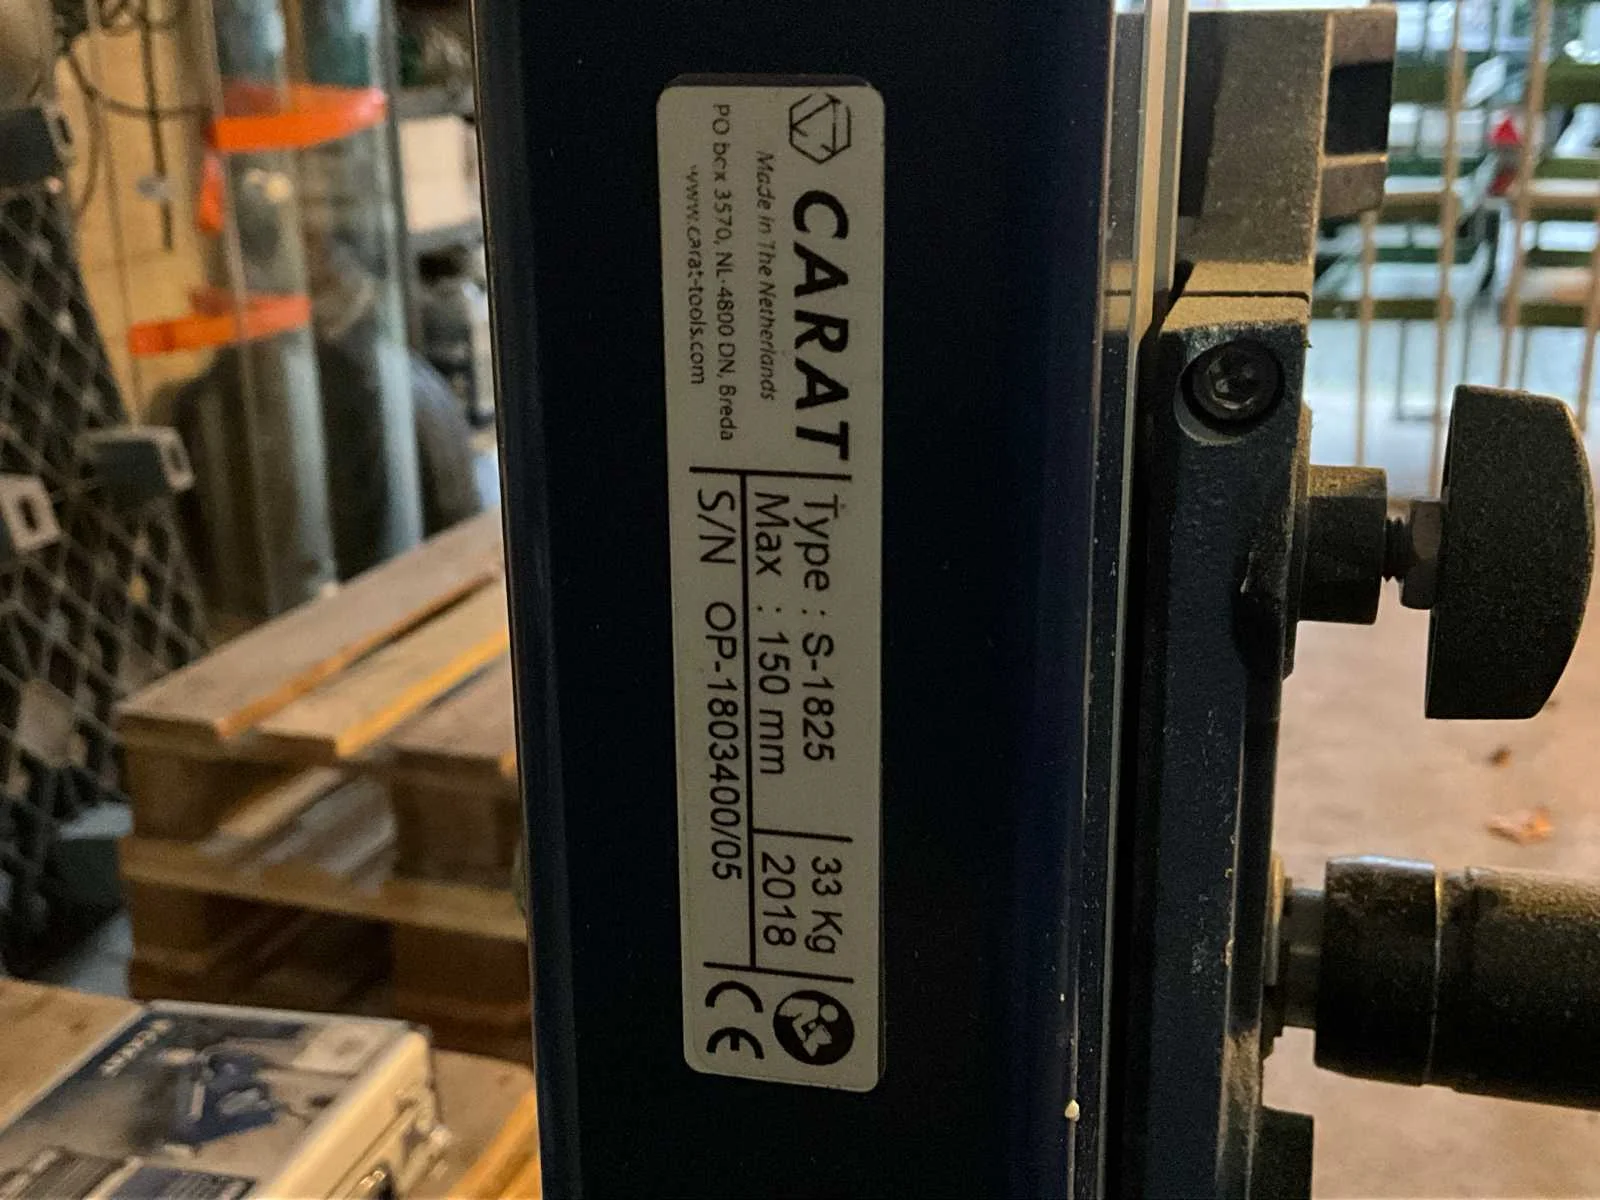 CARAT
Made in The Netherlands
PO box 3570, NL-4800 DN, Breda
www.carat-tools.com
Type : S-1825
33 Kg
Max : 150 mm
2018
S/N OP-1803400/05
CE